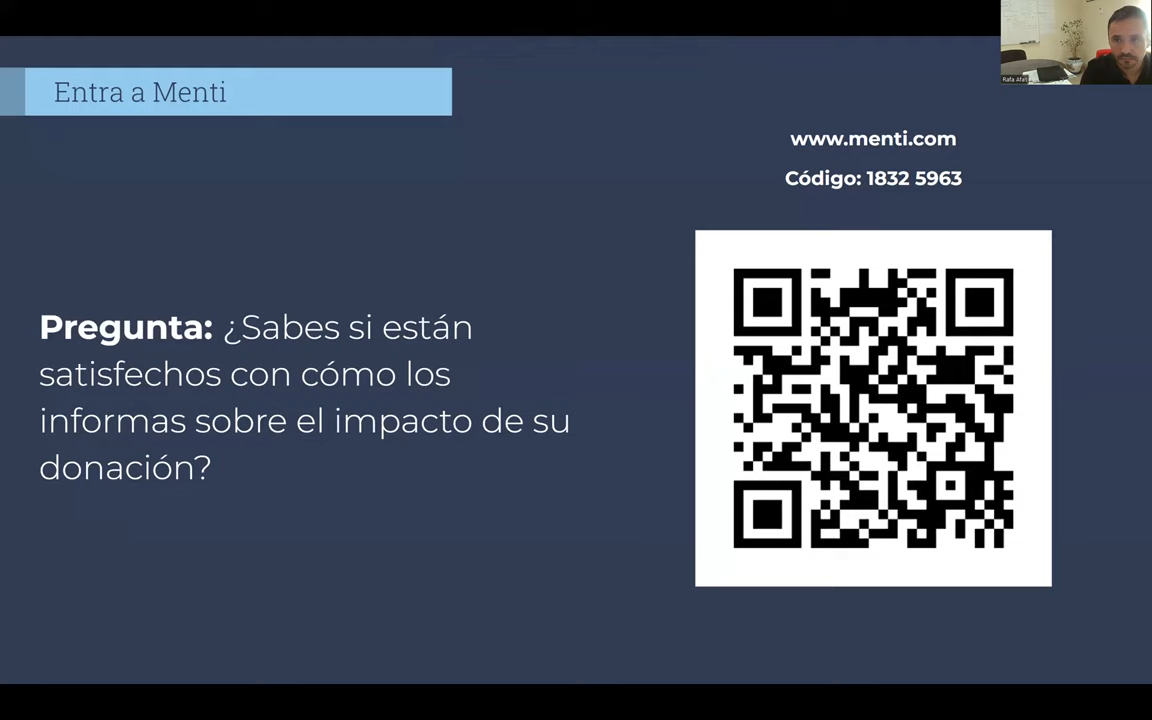 Entra a Menti
www.menti.com
Código: 1832 5963
Pregunta: ¿Sabes si están
satisfechos con cómo los
informas sobre el impacto de su
donación?